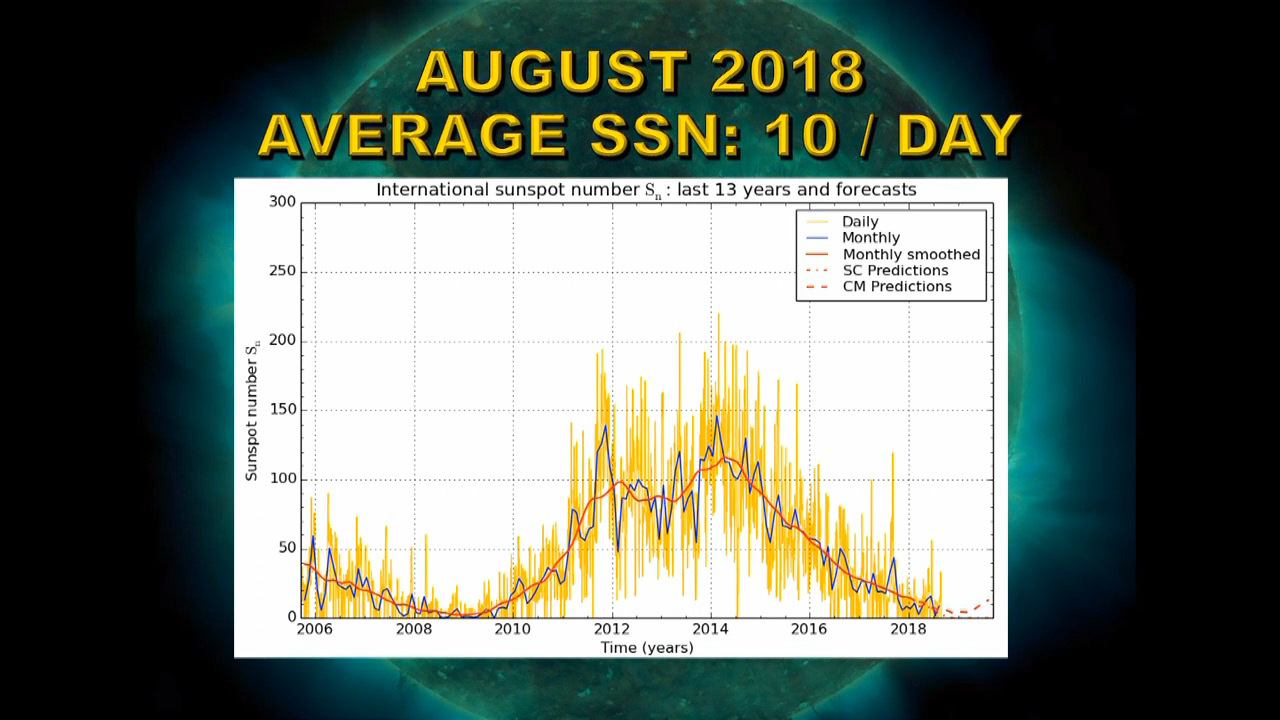 AUGUST 2018
AVERAGE SSN: 10 / DAY
International sunspot number Sn : last 13 years and forecasts
300
250
200
150
100
50
0
Sunspot number Sn
Daily
Monthly
Monthly smoothed
SC Predictions
CM Predictions
2006 2008 2010 2012 2014 2016 2018
Time (years)